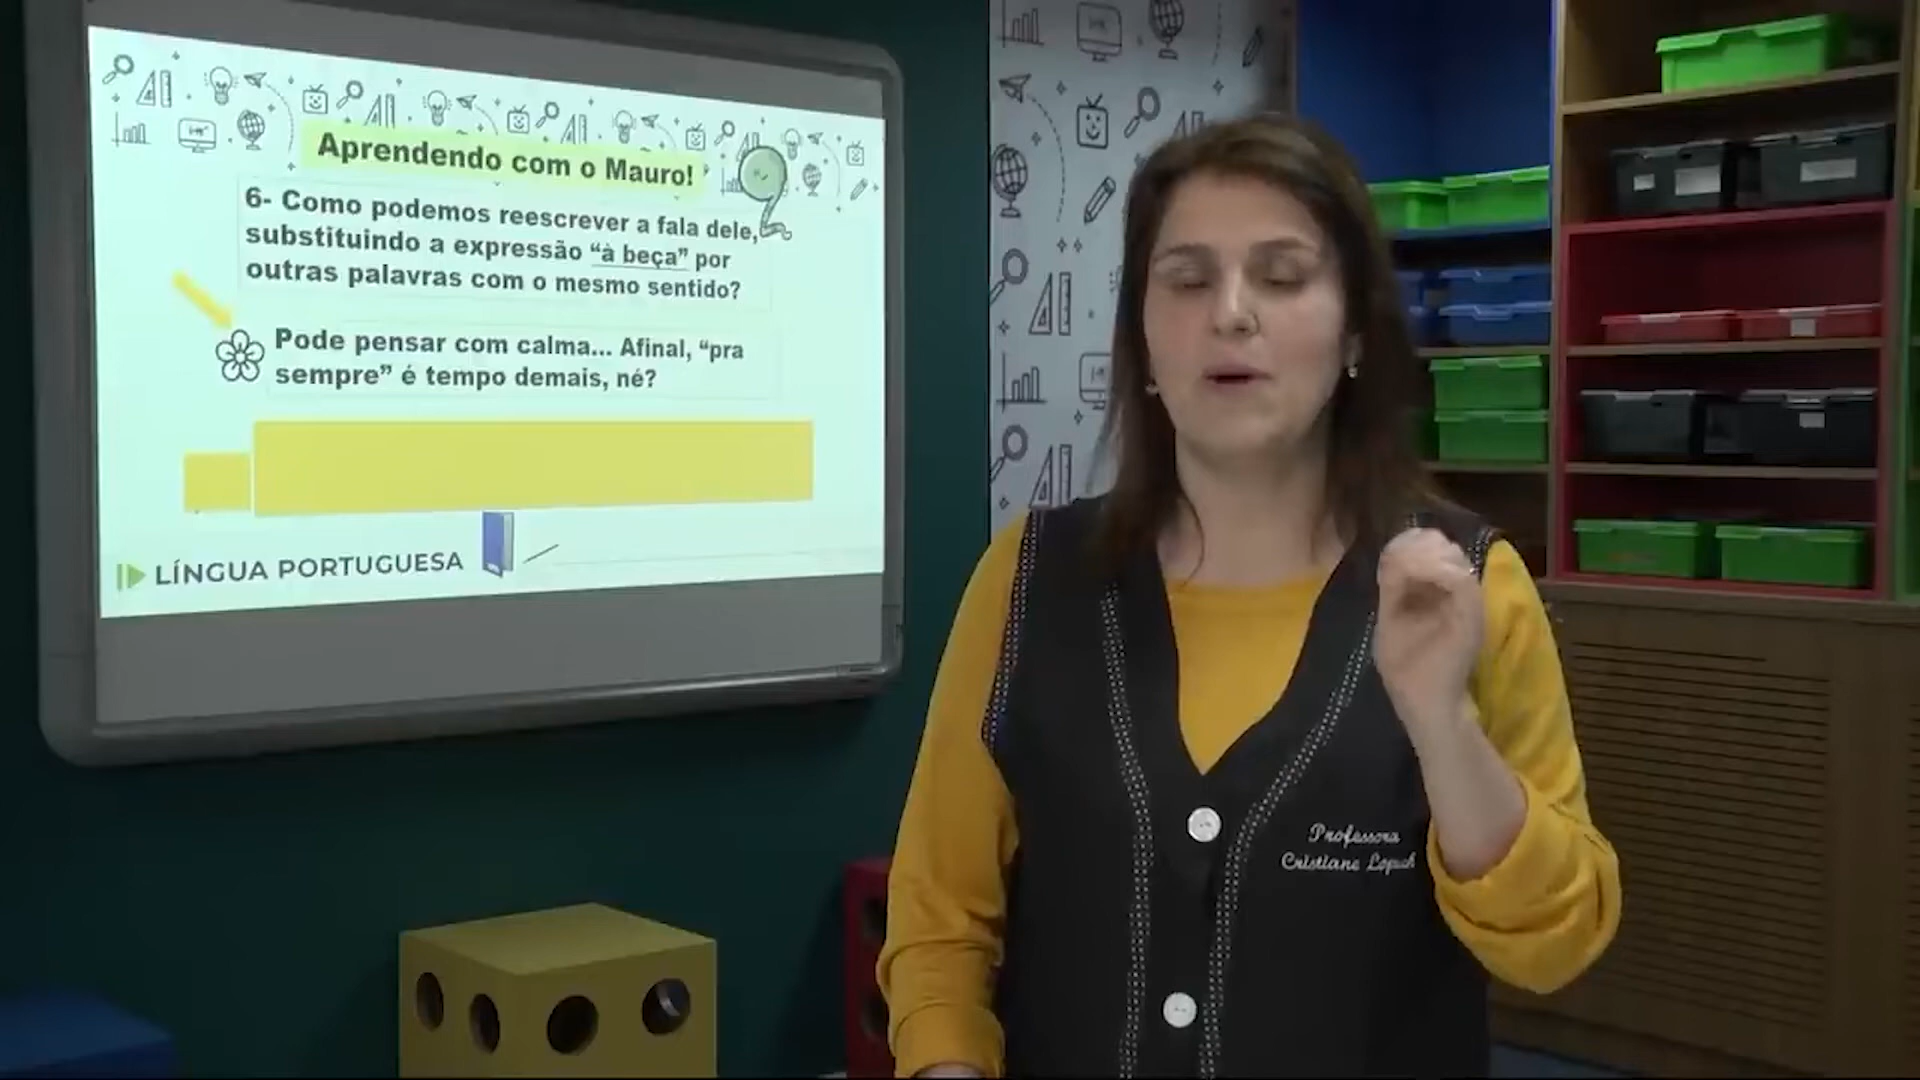 Aprendendo com o Mauro!
6- Como podemos reescrever a fala dele,
substituindo a expressão “à beça” por
outras palavras com o mesmo sentido?
Pode pensar com calma... Afinal, “pra
sempre” é tempo demais, né?
LÍNGUA PORTUGUESA
Professora
Cristiane